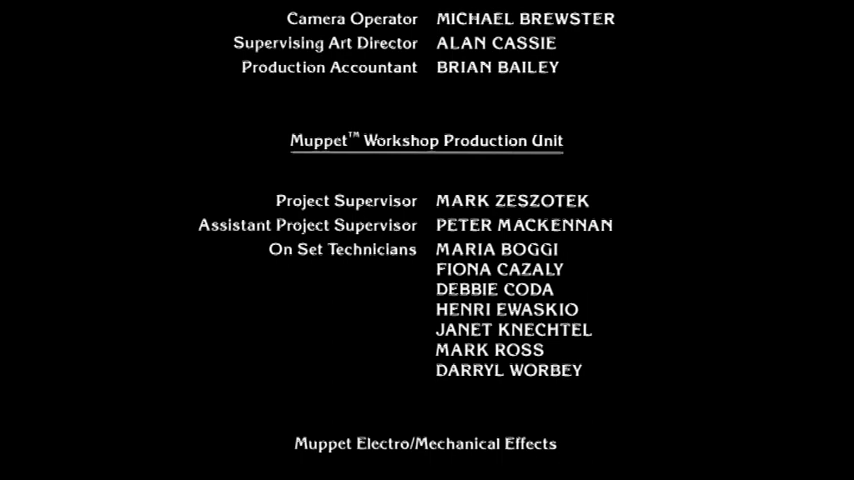 Camera Operator MICHAEL BREWSTER
Supervising Art Director ALAN CASSIE
Production Accountant BRIAN BAILEY
Muppet™ Workshop Production Unit
Project Supervisor MARK ZESZOTEK
Assistant Project Supervisor PETER MACKENNAN
On Set Technicians MARIA BOGGI
FIONA CAZALY
DEBBIE CODA
HENRI EWASKIO
JANET KNECHTEL
MARK ROSS
DARRYL WORBEY
Muppet Electro/Mechanical Effects